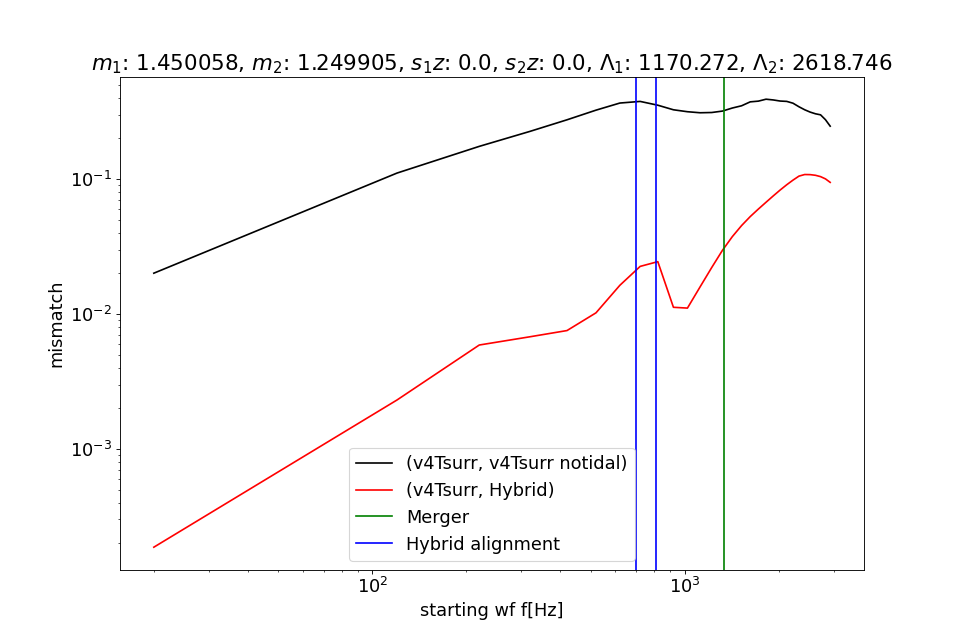 m₁: 1.450058, m₂: 1.249905, s₁z: 0.0, s₂z: 0.0, Λ₁: 1170.272, Λ₂: 2618.746
mismatch
10⁻¹
10⁻²
10⁻³
(v4Tsurr, v4Tsurr notidal)
(v4Tsurr, Hybrid)
Merger
Hybrid alignment
10² 10³
starting wf f[Hz]